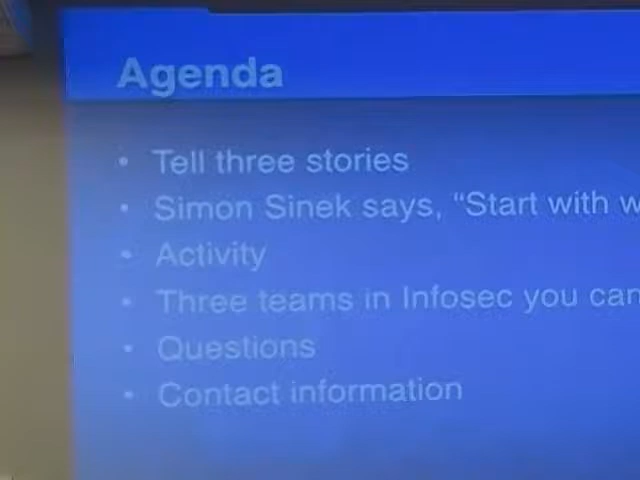 Agenda
• Tell three stories
• Simon Sinek says, “Start with w
• Activity
• Three teams in Infosec you can
• Questions
• Contact information